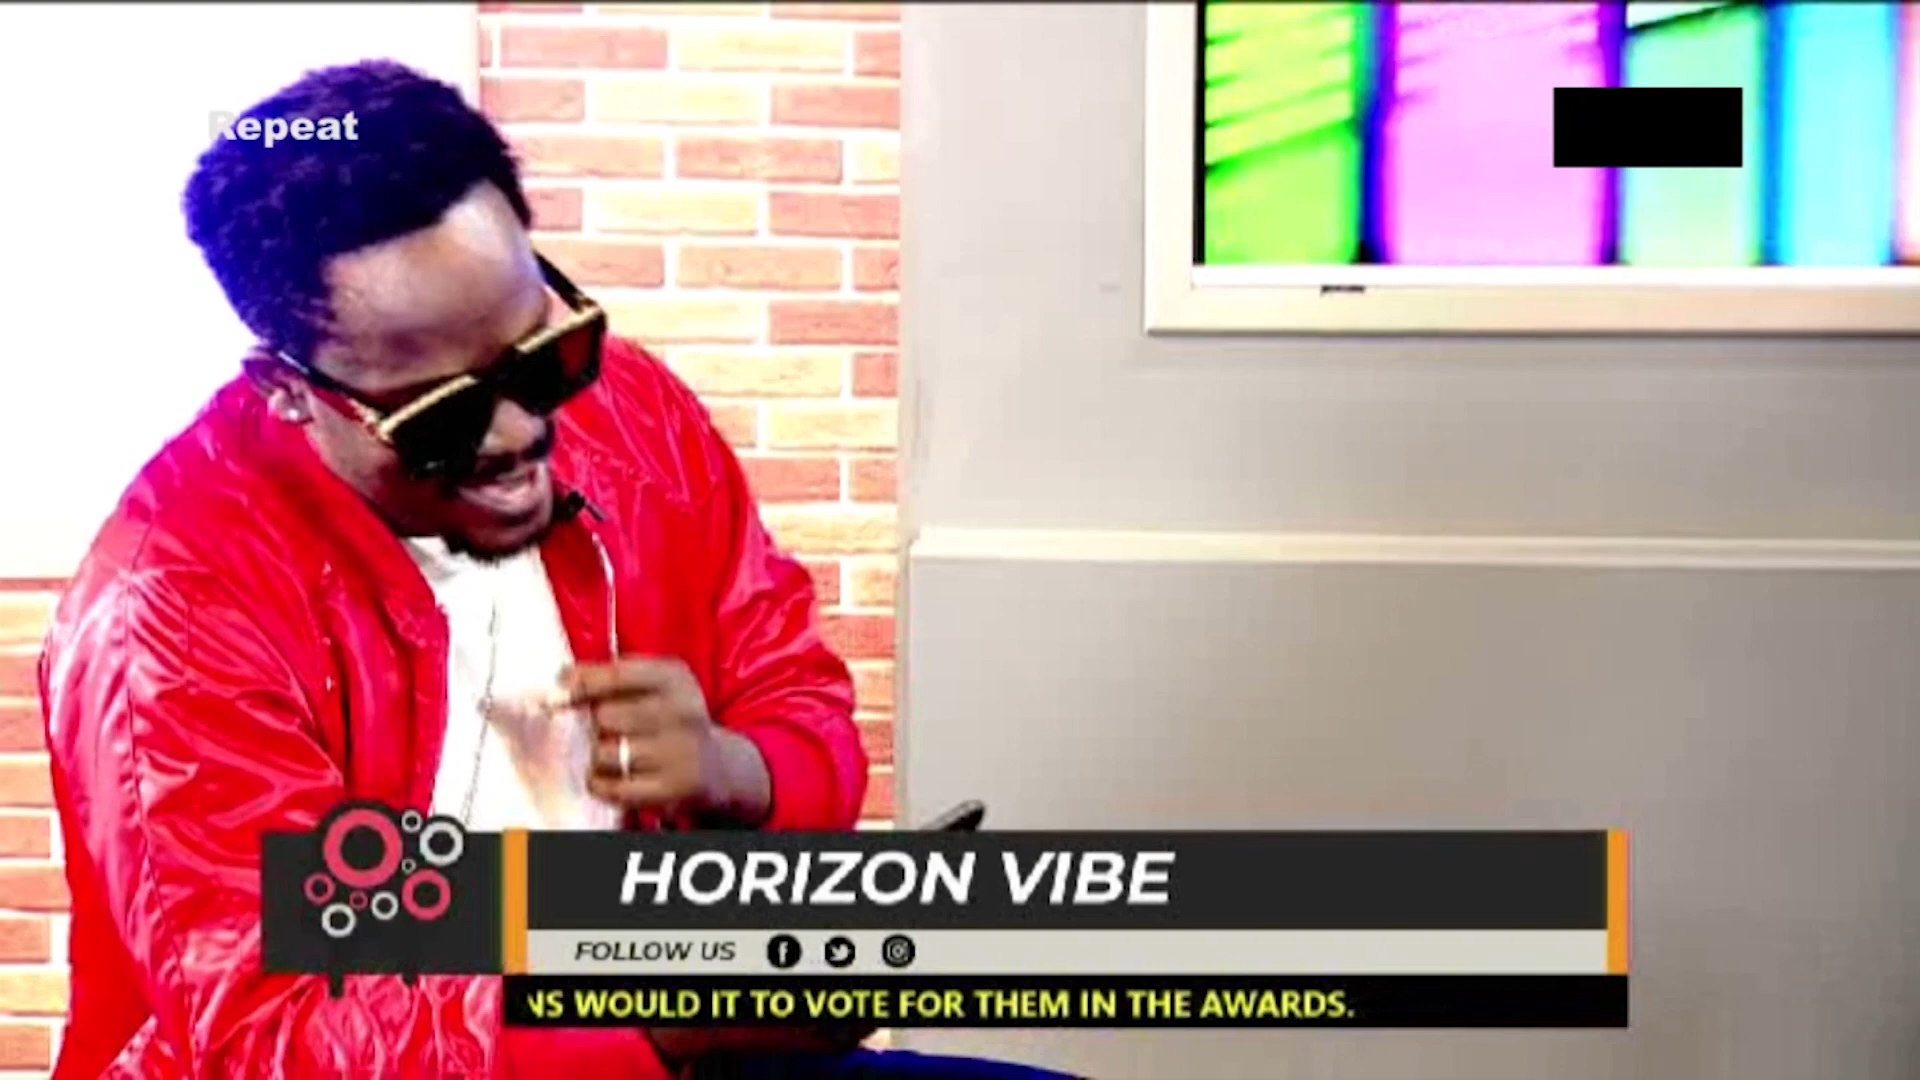 Repeat
HORIZON VIBE
FOLLOW US
NS WOULD IT TO VOTE FOR THEM IN THE AWARDS.